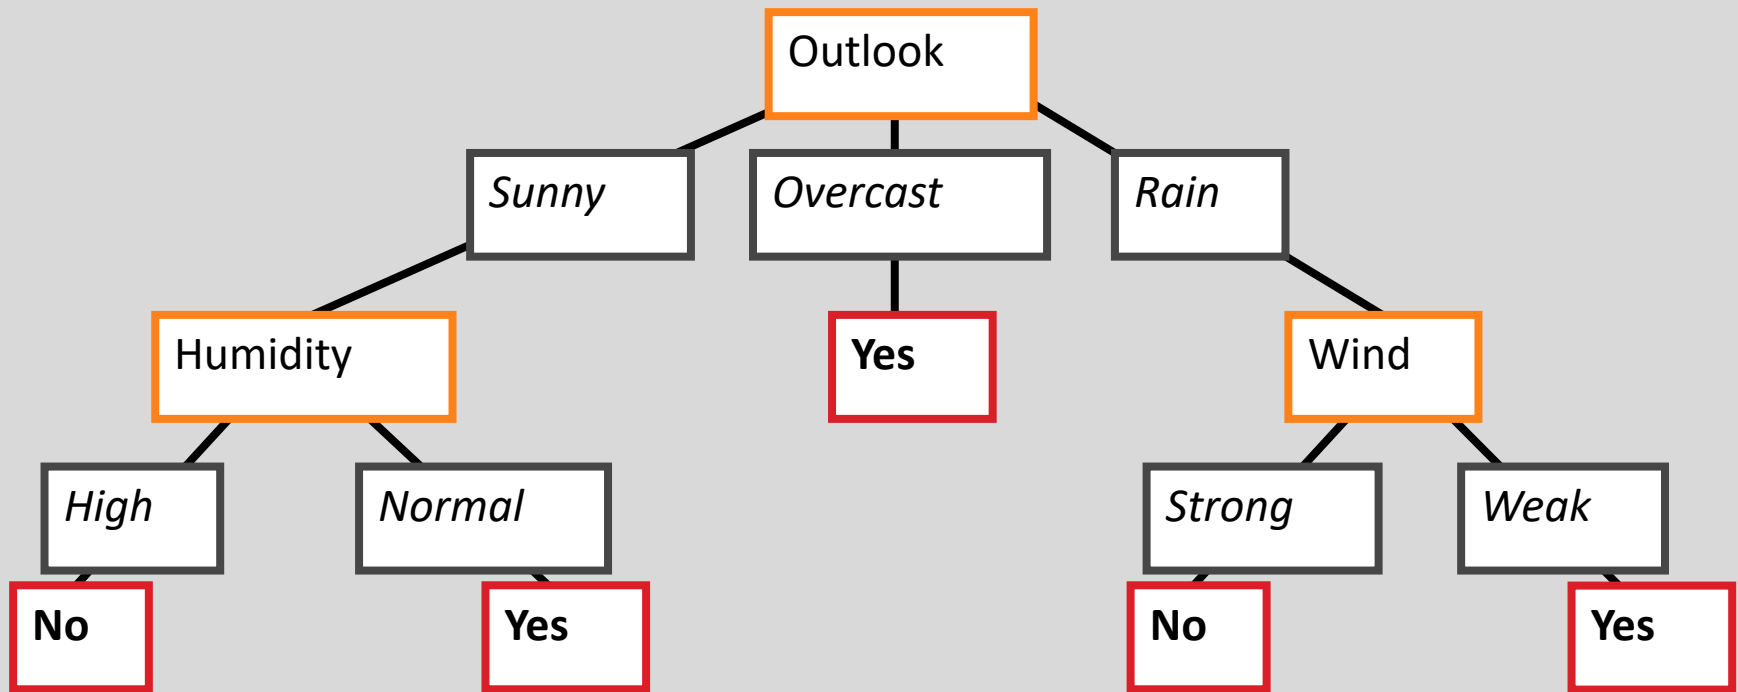 Outlook
Sunny
Overcast
Rain
Humidity
Yes
Wind
High
Normal
Strong
Weak
No
Yes
No
Yes